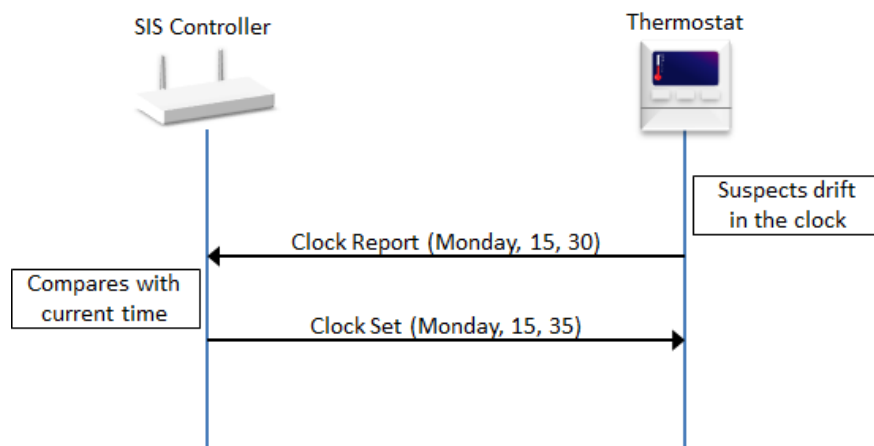 SIS Controller
Thermostat
Suspects drift
in the clock
Clock Report (Monday, 15, 30)
Compares with
current time
Clock Set (Monday, 15, 35)